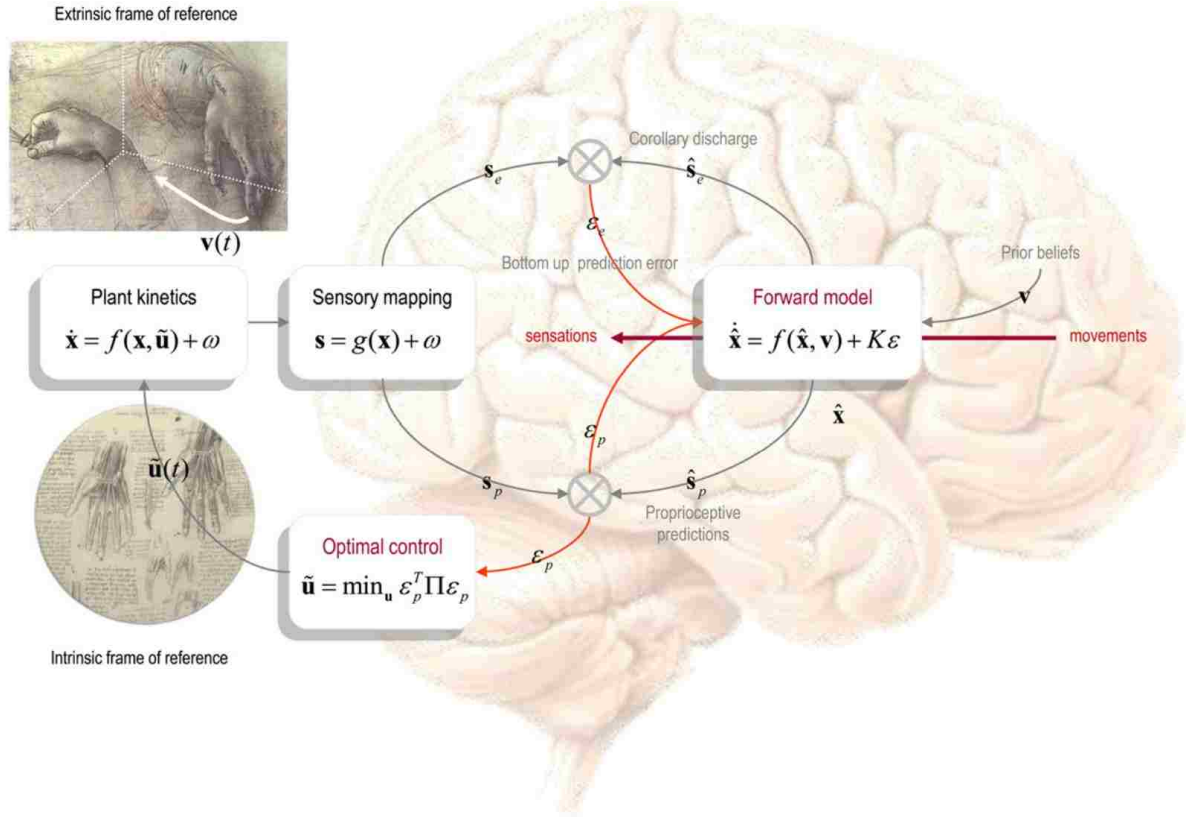 Extrinsic frame of reference
v(t)
Corollary discharge
s_e
ŝ_e
ε_e
Bottom up prediction error
Prior beliefs
v
Plant kinetics
ẋ = f(x, ũ) + ω
Sensory mapping
s = g(x) + ω
sensations
Forward model
x̂̇ = f(x̂, v) + Kε
movements
x̂
ε_p
s_p
ŝ_p
Proprioceptive
predictions
ũ(t)
ε_p
Optimal control
ũ = min_u ε_p^T Π ε_p
Intrinsic frame of reference